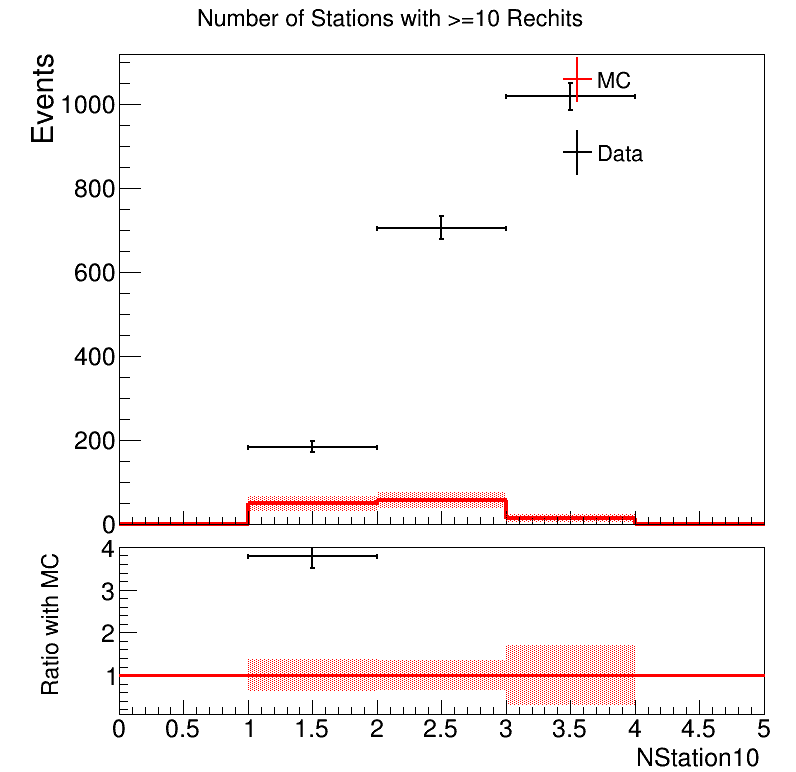 Number of Stations with >=10 Rechits
Events
1000
800
600
400
200
0
MC
Data
Ratio with MC
4
3
2
1
0 0.5 1 1.5 2 2.5 3 3.5 4 4.5 5
NStation10